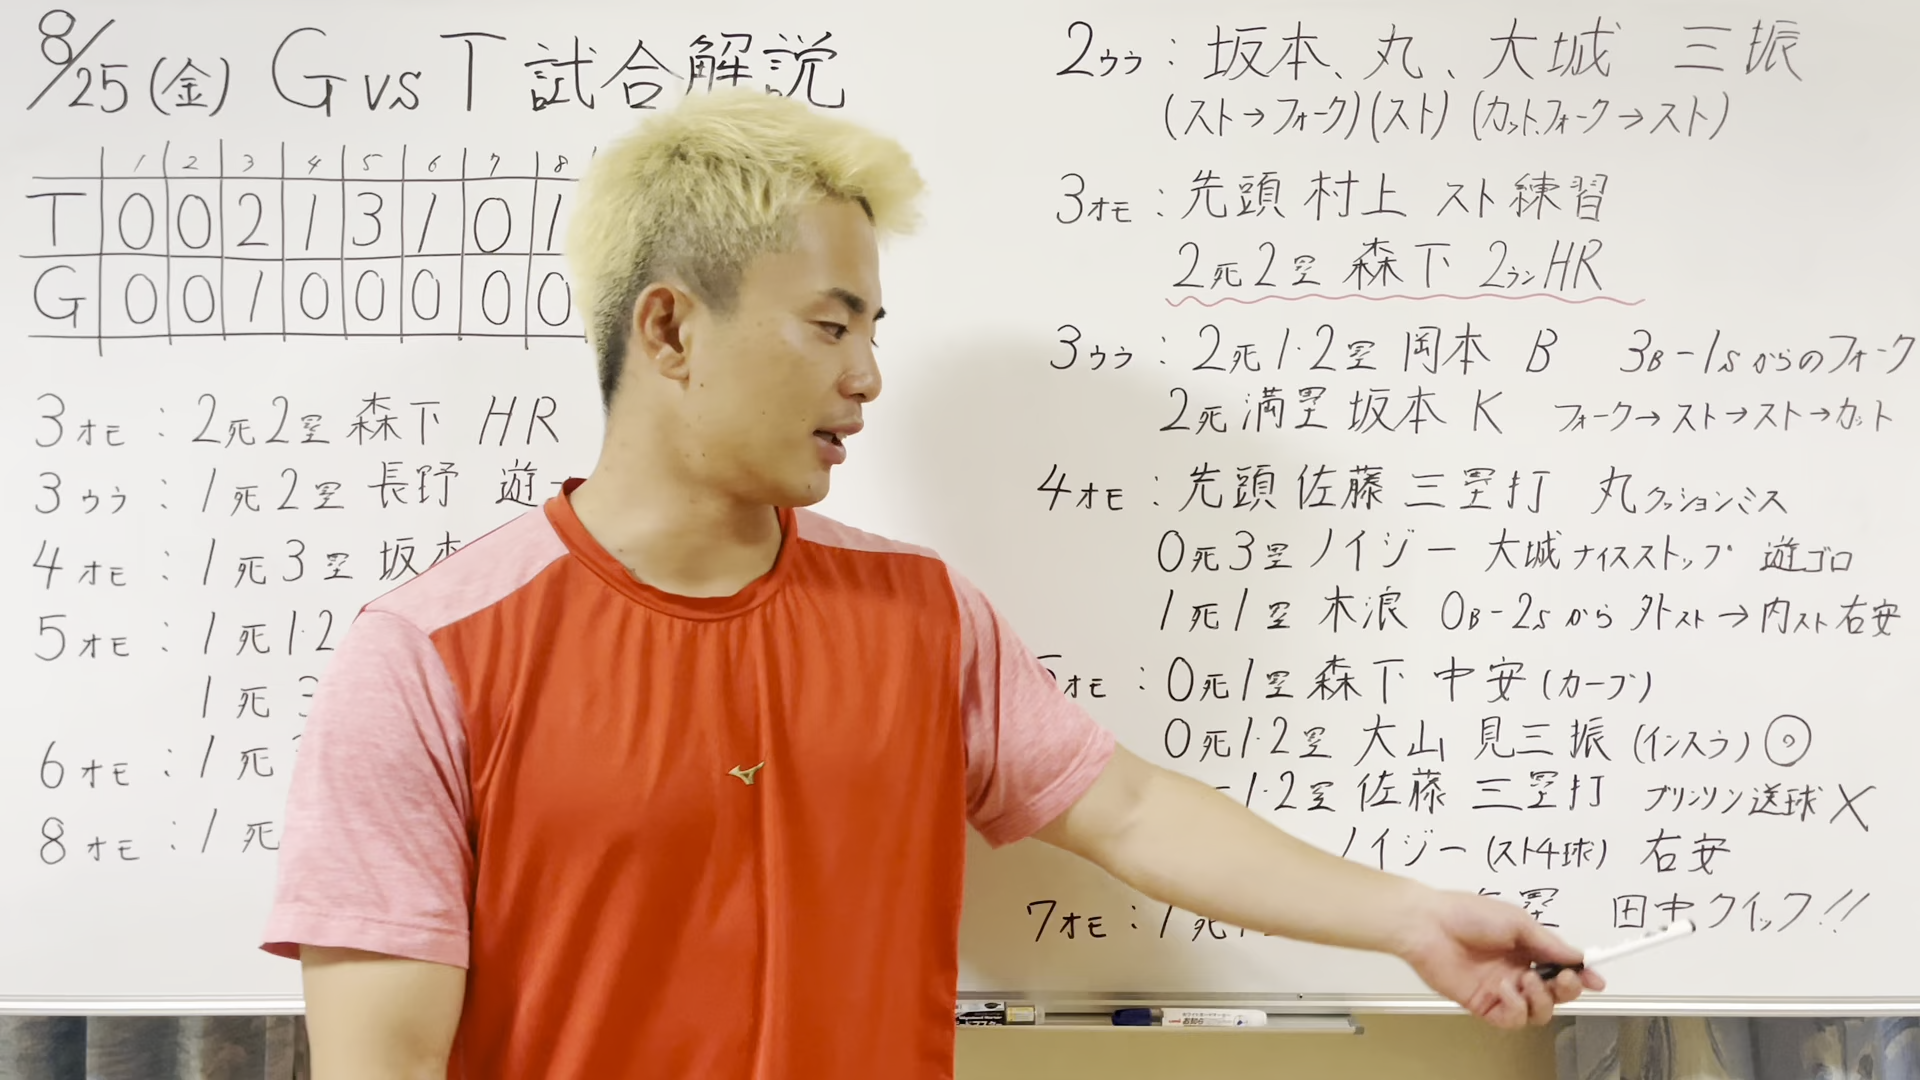 8/25(金) G vs T 試合解説
1 2 3 4 5 6 7 8
T 0 0 2 1 3 1 0 1
G 0 0 1 0 0 0 0 0
3オモ:2死2塁 森下 HR
3ウラ:1死2塁 長野 遊
4オモ:1死3塁 坂本
5オモ:1死1・2
1死3
6オモ:1死
8オモ:1死
2ウラ:坂本、丸、大城 三振
(スト→フォーク)(スト)(カット、フォーク→スト)
3オモ:先頭 村上 スト練習
2死2塁 森下 2ランHR
3ウラ:2死1・2塁 岡本 B 3B-1Sからのフォーク
2死満塁 坂本 K フォーク→スト→スト→カット
4オモ:先頭 佐藤 三塁打 丸クッションミス
0死3塁 ノイジー 大城ナイスストップ 遊ゴロ
1死1塁 木浪 0B-2Sから 外スト→内スト右安
オモ:0死1塁 森下 中安(カーブ)
0死1・2塁 大山 見三振(インスラ)◎
1・2塁 佐藤 三塁打 ブリンソン送球✕
ノイジー(スト4球) 右安
7オモ:1死 塁 田中クイック!!